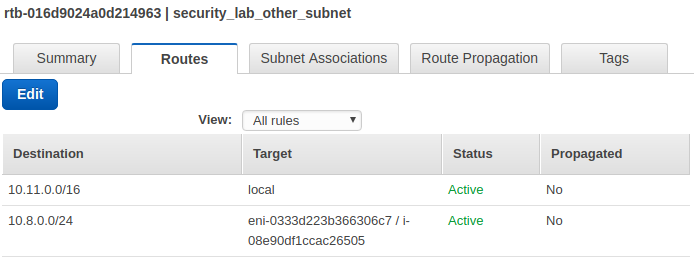 rtb-016d9024a0d214963 | security_lab_other_subnet
Summary Routes Subnet Associations Route Propagation Tags
Edit
View: All rules
Destination Target Status Propagated
10.11.0.0/16 local Active No
10.8.0.0/24 eni-0333d223b366306c7 / i- Active No
08e90df1ccac26505